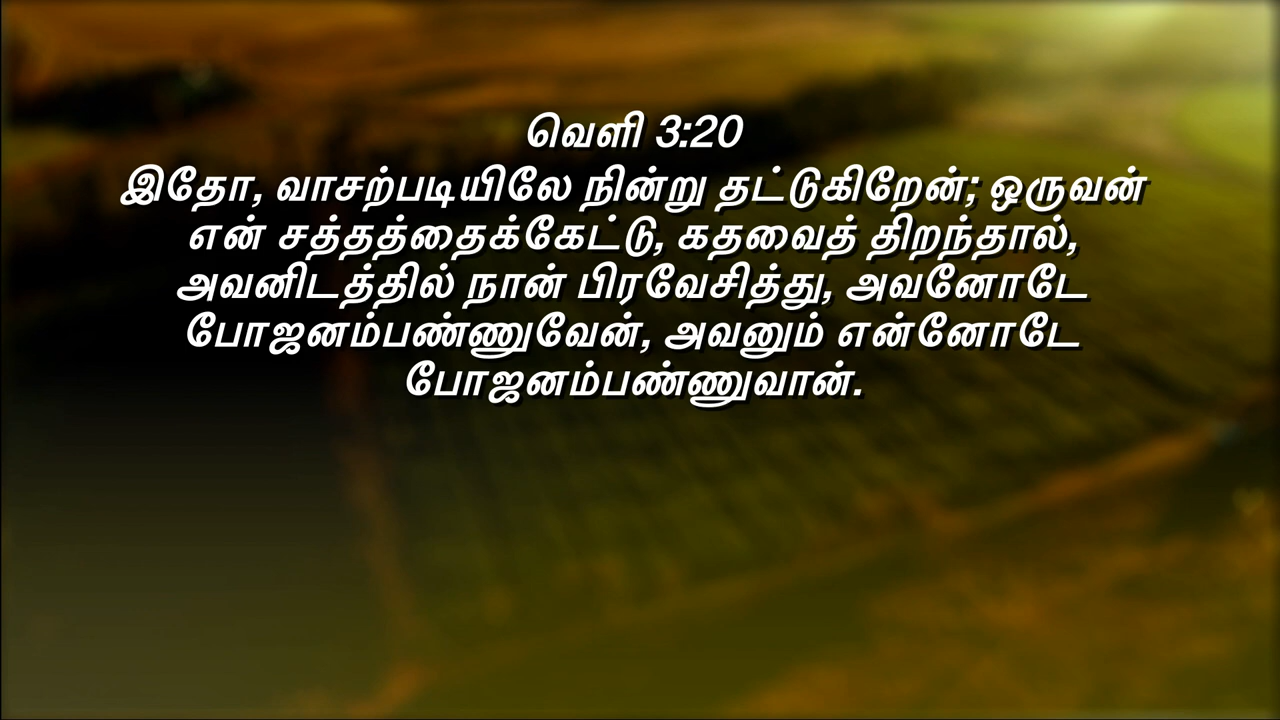 வெளி 3:20
இதோ, வாசற்படியிலே நின்று தட்டுகிறேன்; ஒருவன்
என் சத்தத்தைக்கேட்டு, கதவைத் திறந்தால்,
அவனிடத்தில் நான் பிரவேசித்து, அவனோடே
போஜனம்பண்ணுவேன், அவனும் என்னோடே
போஜனம்பண்ணுவான்.